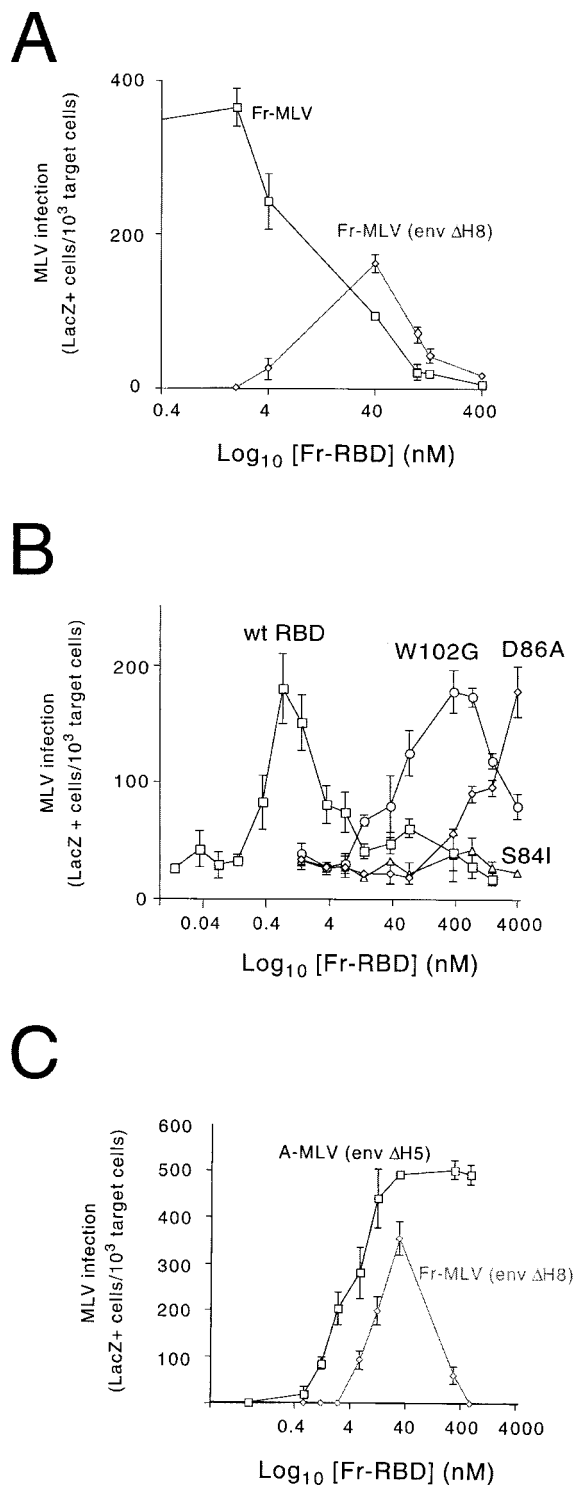 A
MLV infection
(LacZ+ cells/10³ target cells)
400
200
0
Fr-MLV
Fr-MLV (env ΔH8)
0.4 4 40 400
Log₁₀ [Fr-RBD] (nM)
B
MLV infection
(LacZ + cells/10³ target cells)
200
100
0
wt RBD
W102G
D86A
S84I
0.04 0.4 4 40 400 4000
Log₁₀ [Fr-RBD] (nM)
C
MLV infection
(LacZ+ cells/10³ target cells)
600
500
400
300
200
100
A-MLV (env ΔH5)
Fr-MLV (env ΔH8)
0.4 4 40 400 4000
Log₁₀ [Fr-RBD] (nM)